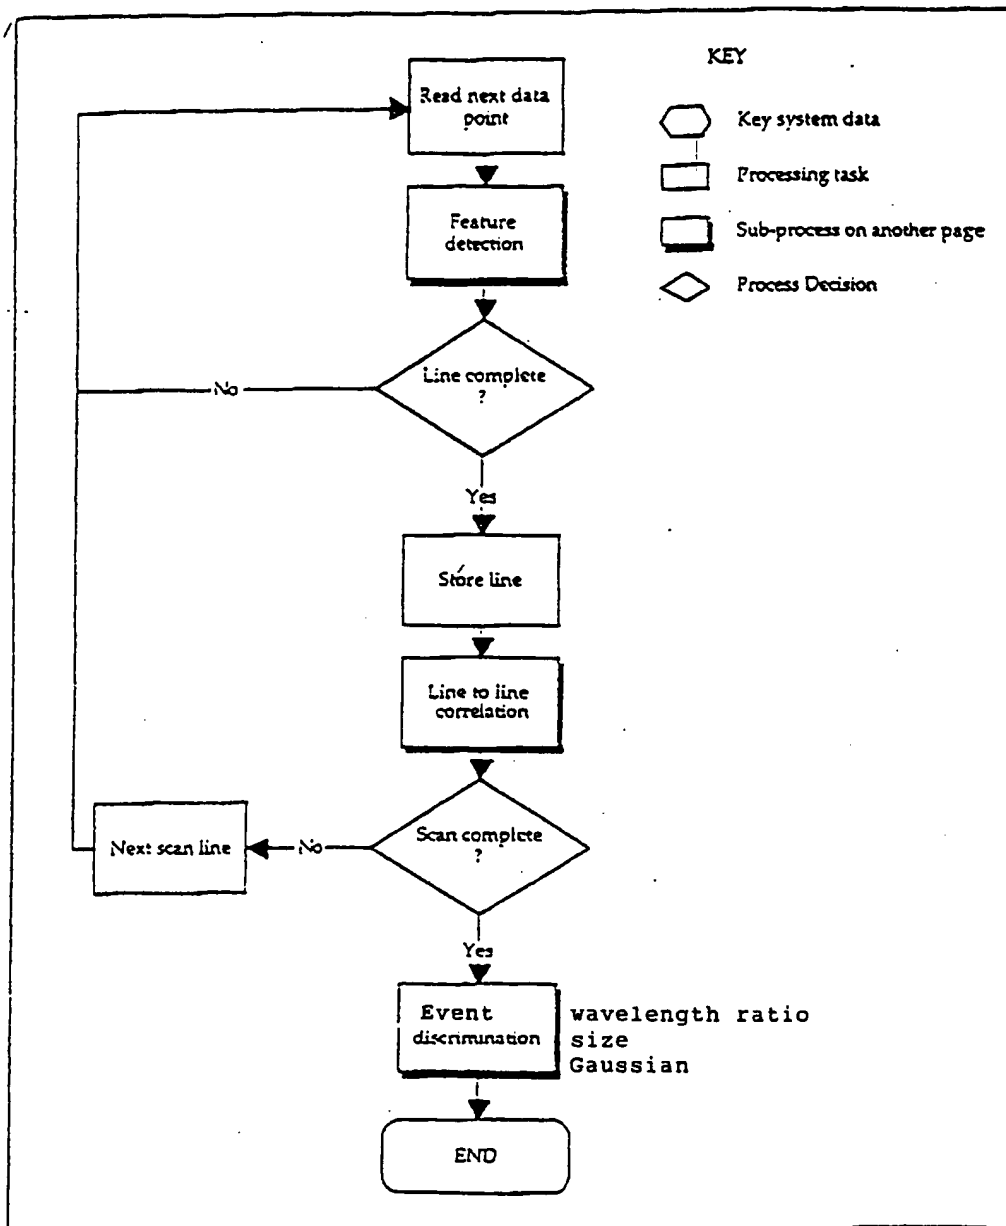 Read next data
point
KEY
Key system data
Processing task
Sub-process on another page
Process Decision
Feature
detection
Line complete
?
No
Yes
Store line
Line to line
correlation
Scan complete
?
No
Next scan line
Yes
Event
discrimination
wavelength ratio
size
Gaussian
END